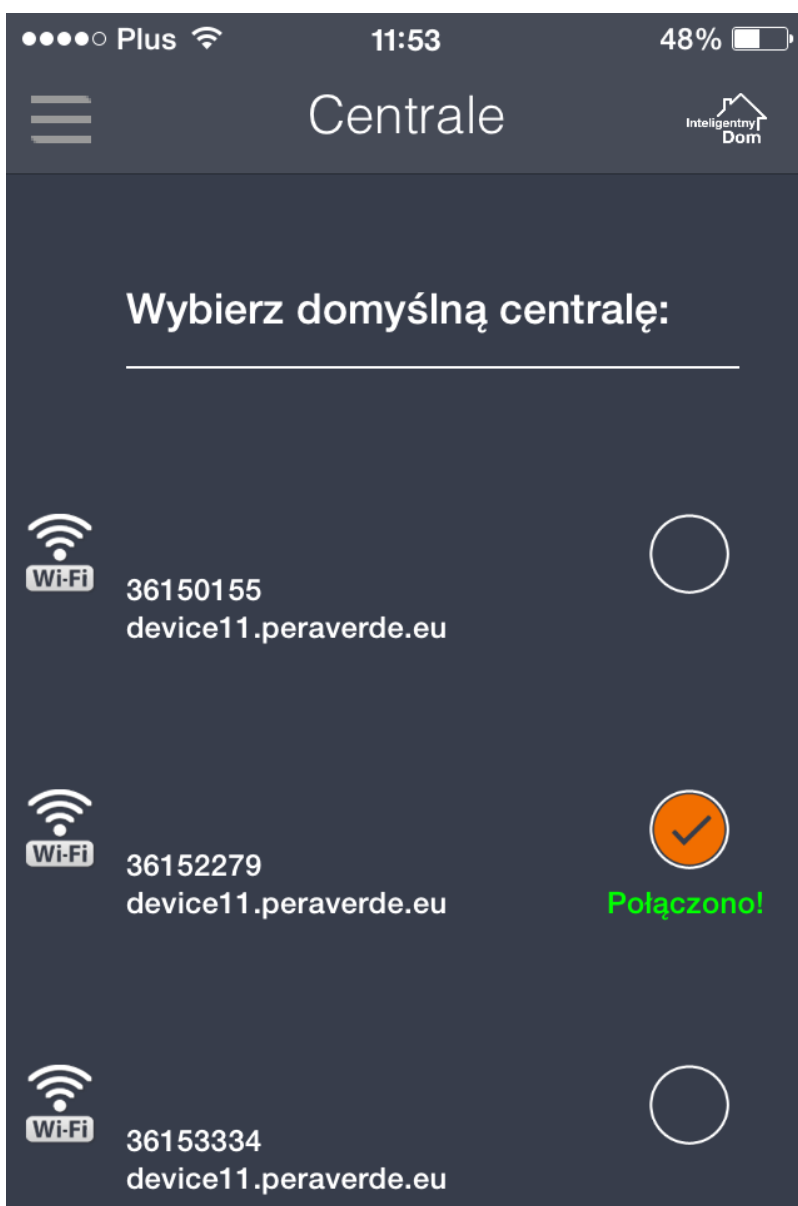 Plus 11:53 48%
Centrale
Inteligentny
Dom
Wybierz domyślną centralę:
Wi-Fi
36150155
device11.peraverde.eu
Wi-Fi
36152279
device11.peraverde.eu
Połączono!
Wi-Fi
36153334
device11.peraverde.eu